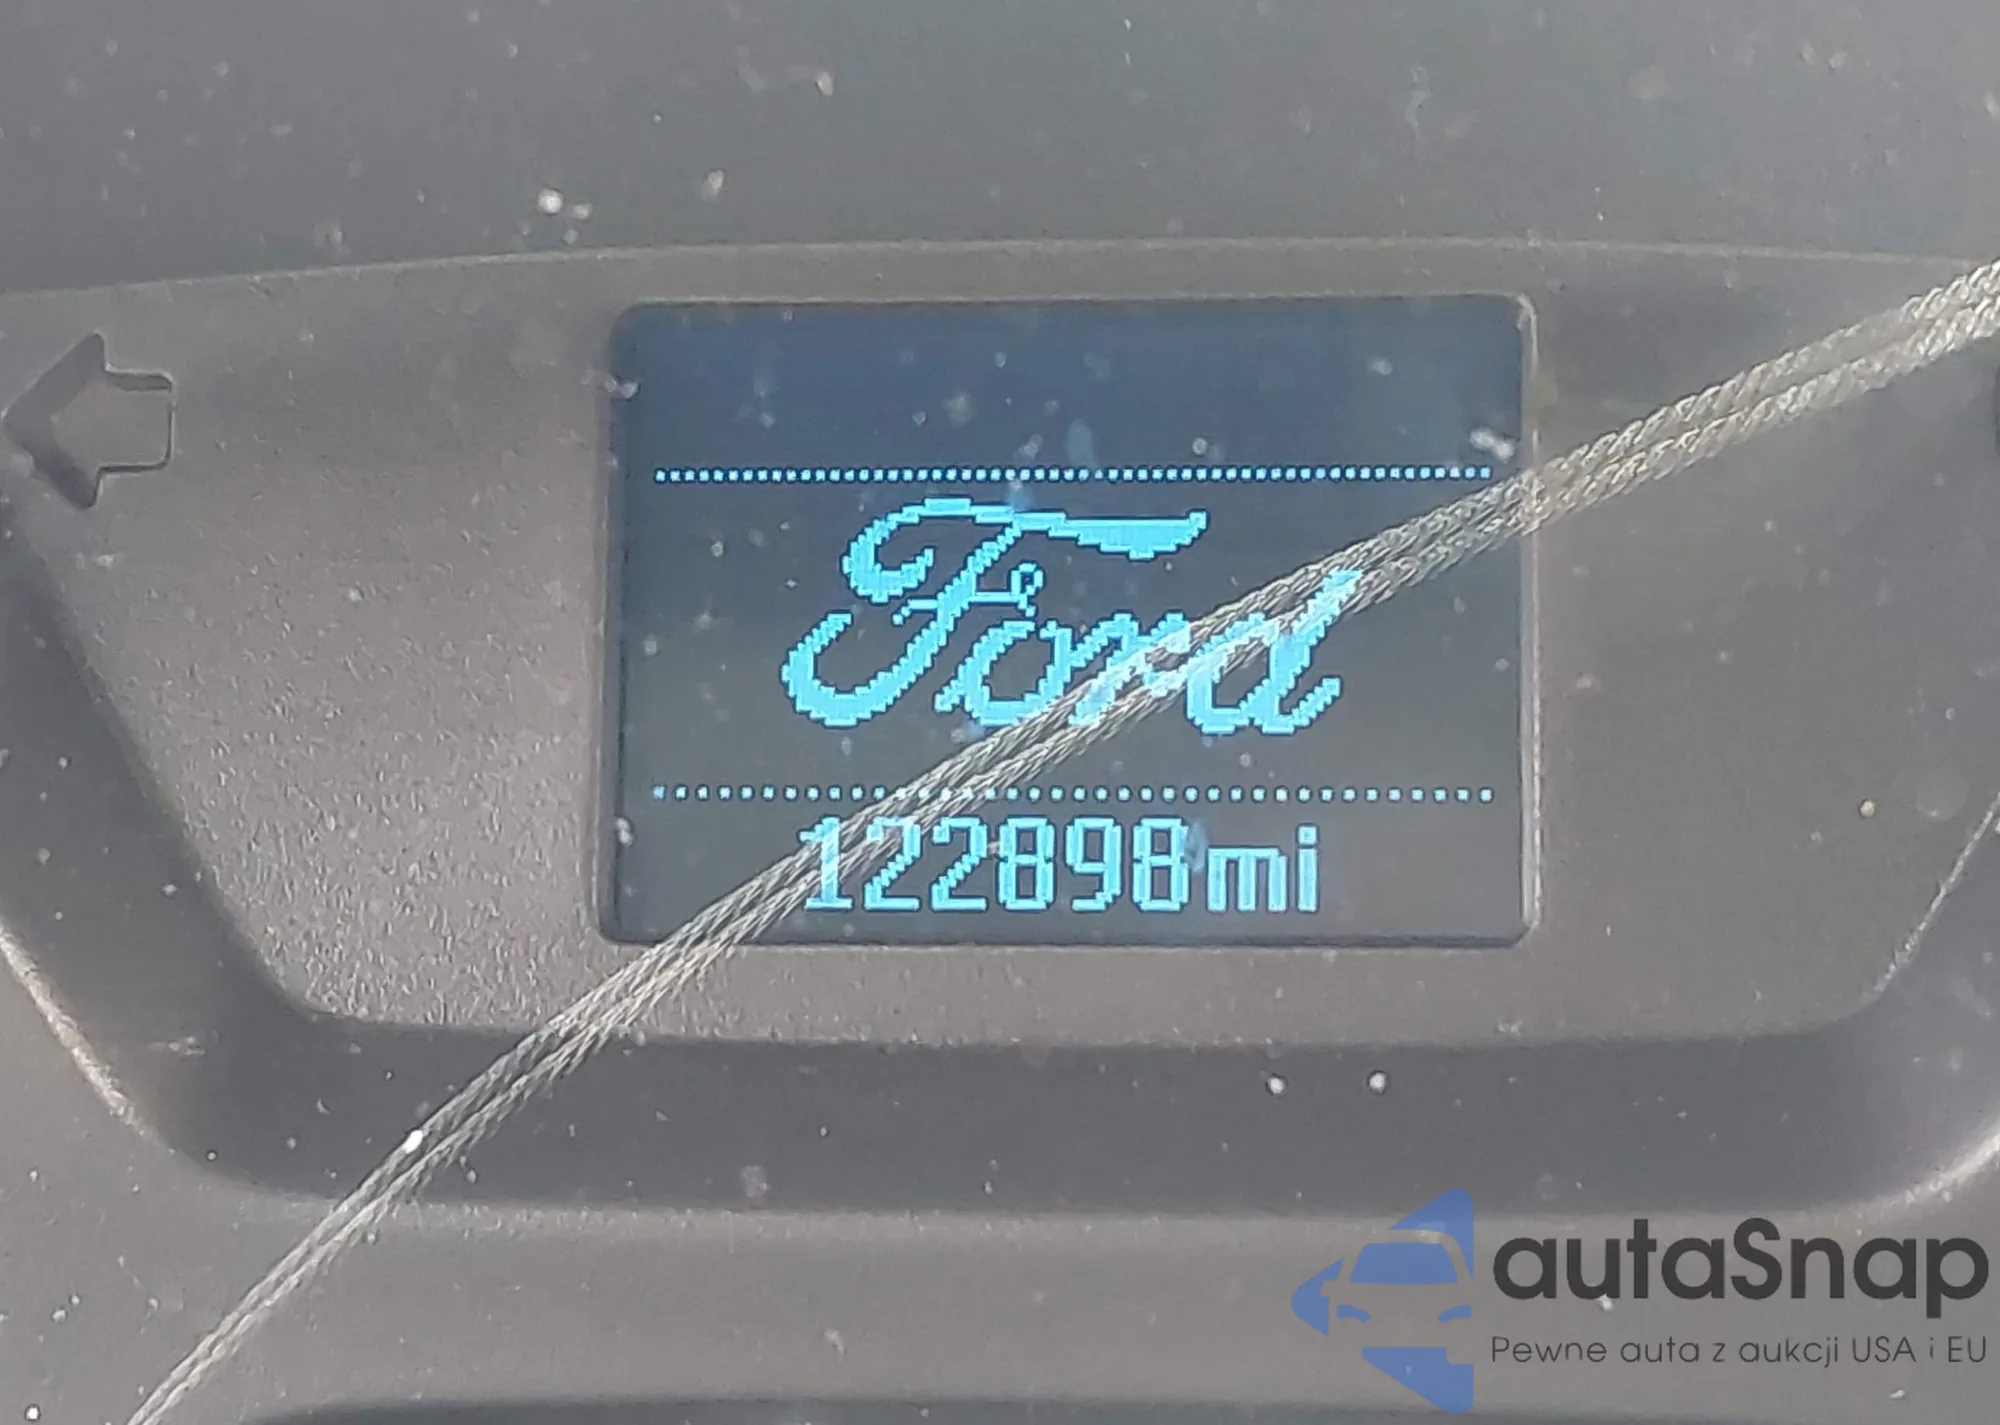 Ford
122898mi
autaSnap
Pewne auta z aukcji USA i EU